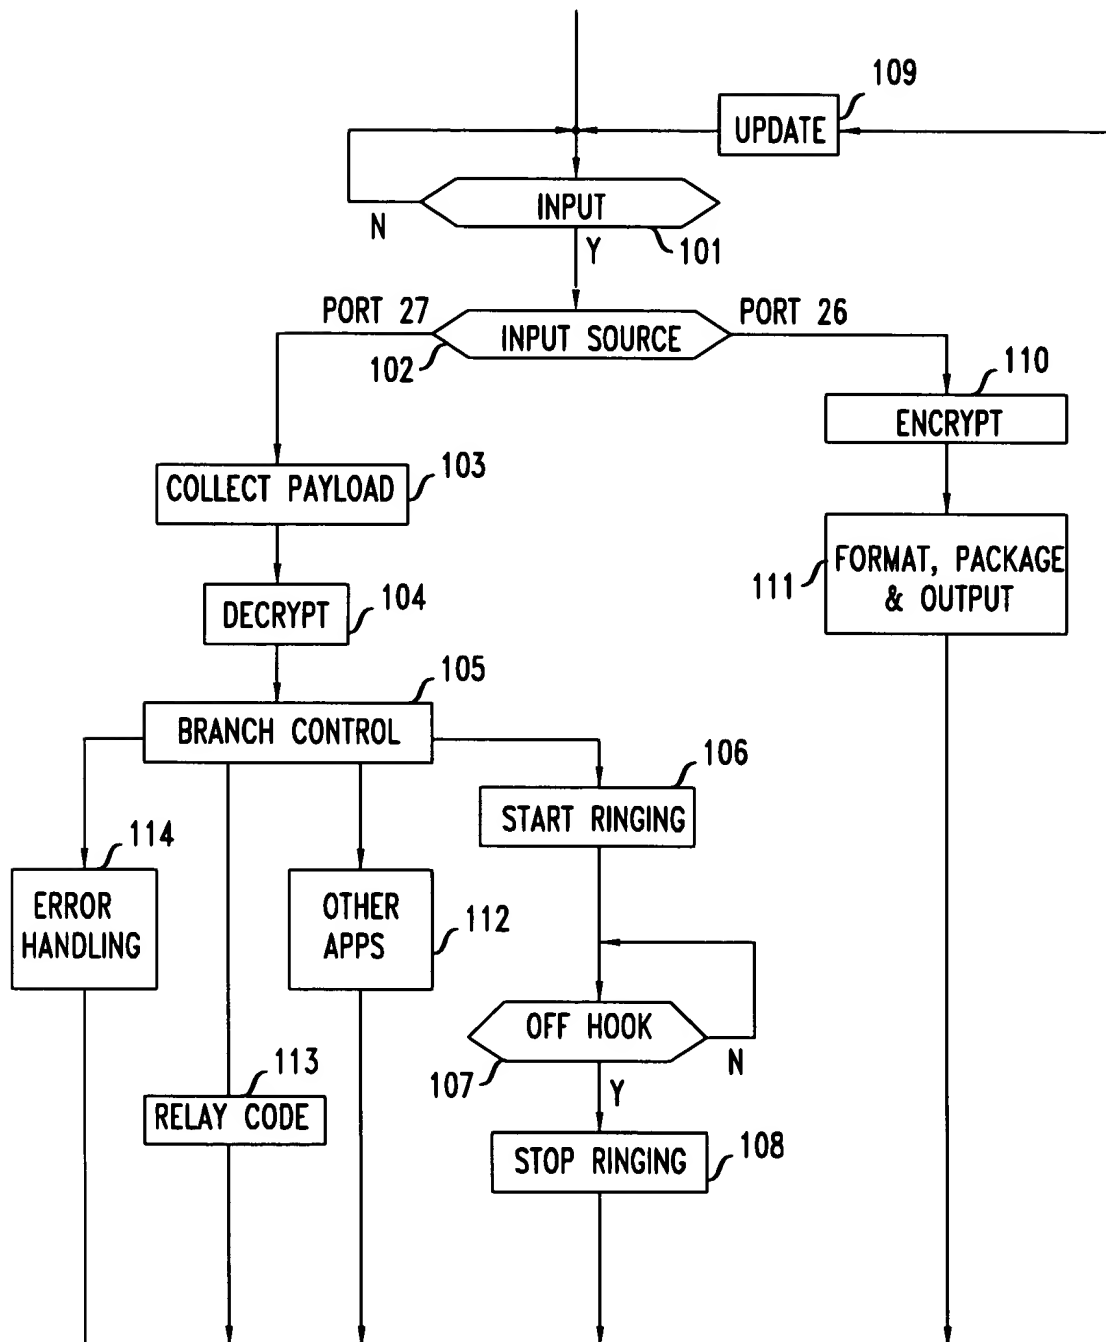 109
UPDATE
INPUT
N
101
Y
PORT 27
PORT 26
INPUT SOURCE
102
110
ENCRYPT
103
COLLECT PAYLOAD
FORMAT, PACKAGE
& OUTPUT
111
104
DECRYPT
105
BRANCH CONTROL
106
START RINGING
114
ERROR
HANDLING
OTHER
APPS
112
OFF HOOK
107
N
Y
113
RELAY CODE
108
STOP RINGING